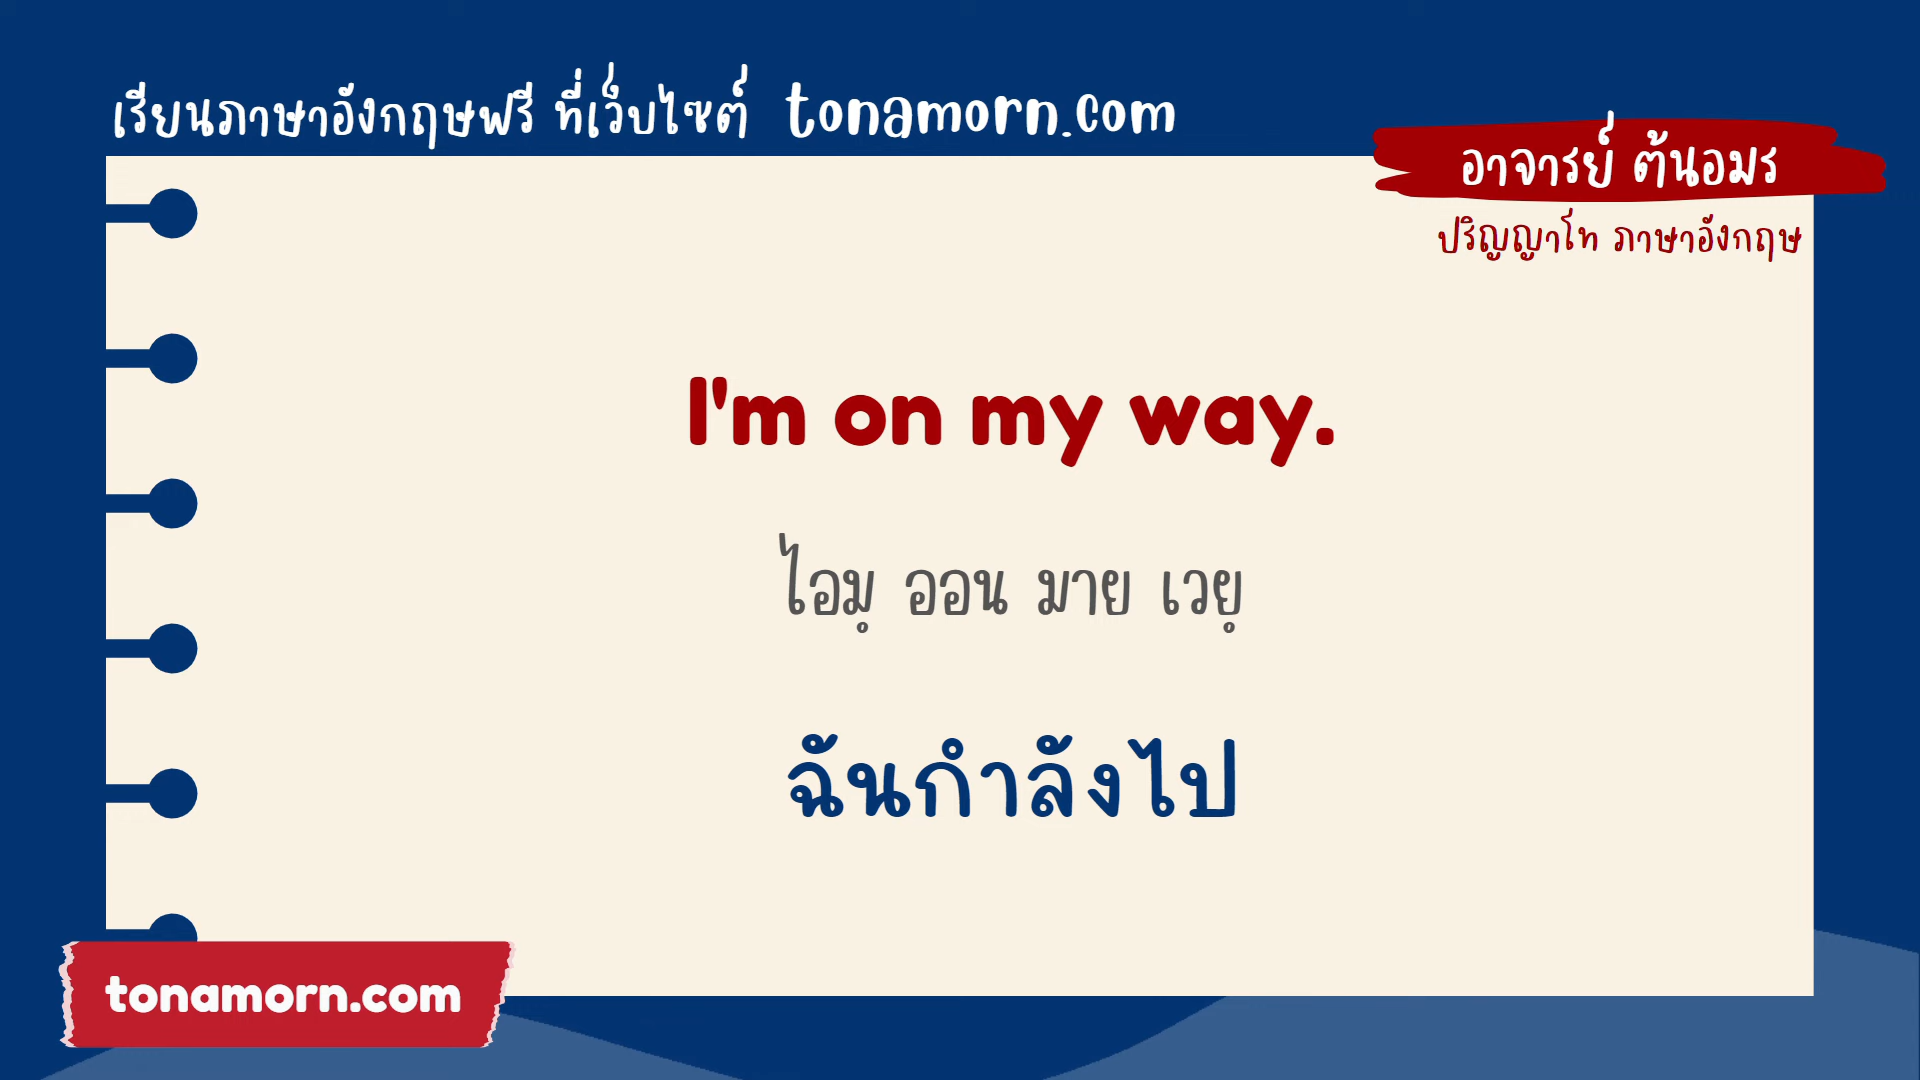 เรียนภาษาอังกฤษฟรี ที่เว็บไซต์ tonamorn.com
อาจารย์ ต้นอมร
ปริญญาโท ภาษาอังกฤษ
I'm on my way.
ไอมฺ ออน มาย เวยฺ
ฉันกำลังไป
tonamorn.com